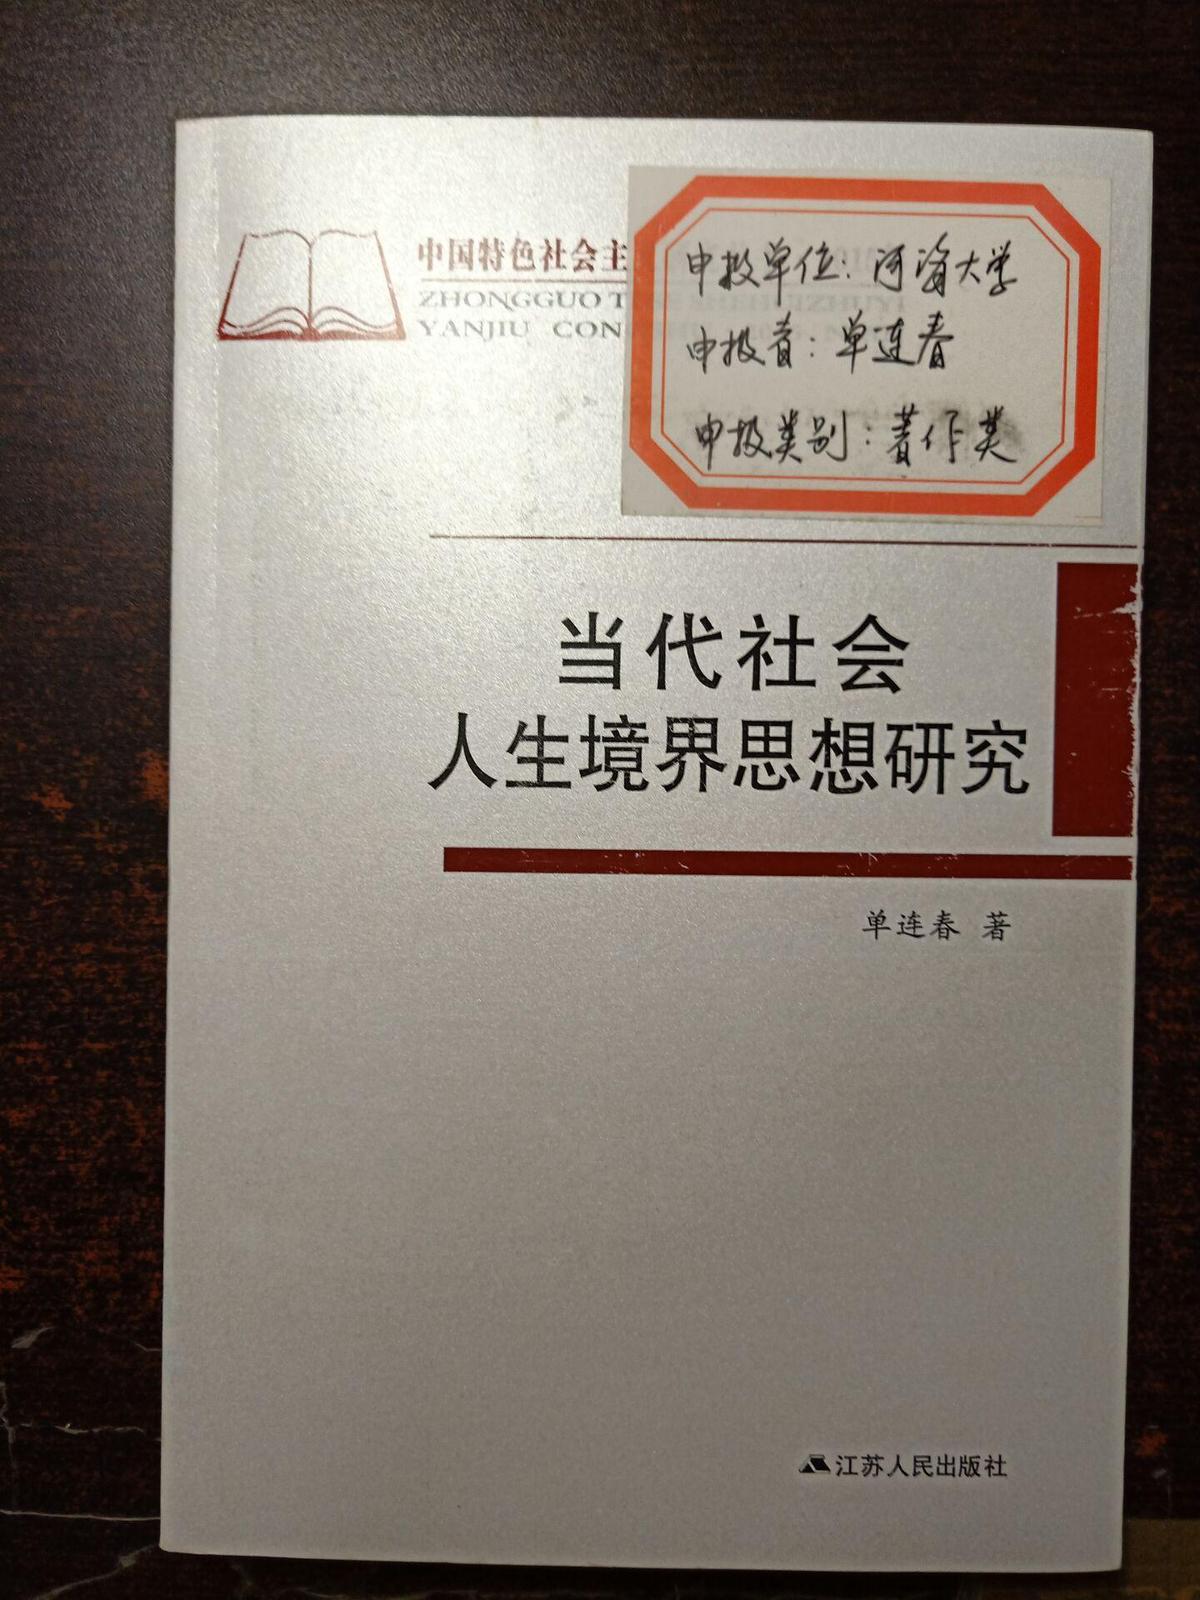 中国特色社会主
ZHONGGUO T
YANJIU CON
申报单位：河海大学
申报者：单连春
申报类别：著作类
当代社会
人生境界思想研究
单连春 著
江苏人民出版社